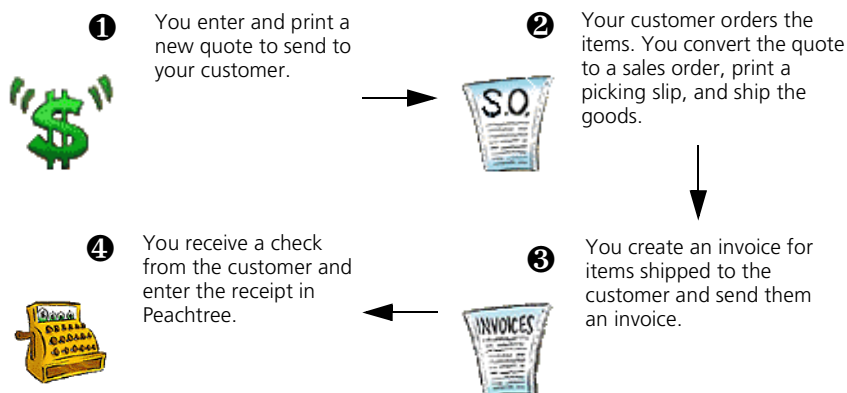 ❶ You enter and print a
new quote to send to
your customer.
❷ Your customer orders the
items. You convert the quote
to a sales order, print a
picking slip, and ship the
goods.
$
S.O.
❹ You receive a check
from the customer and
enter the receipt in
Peachtree.
❸ You create an invoice for
items shipped to the
customer and send them
an invoice.
INVOICES